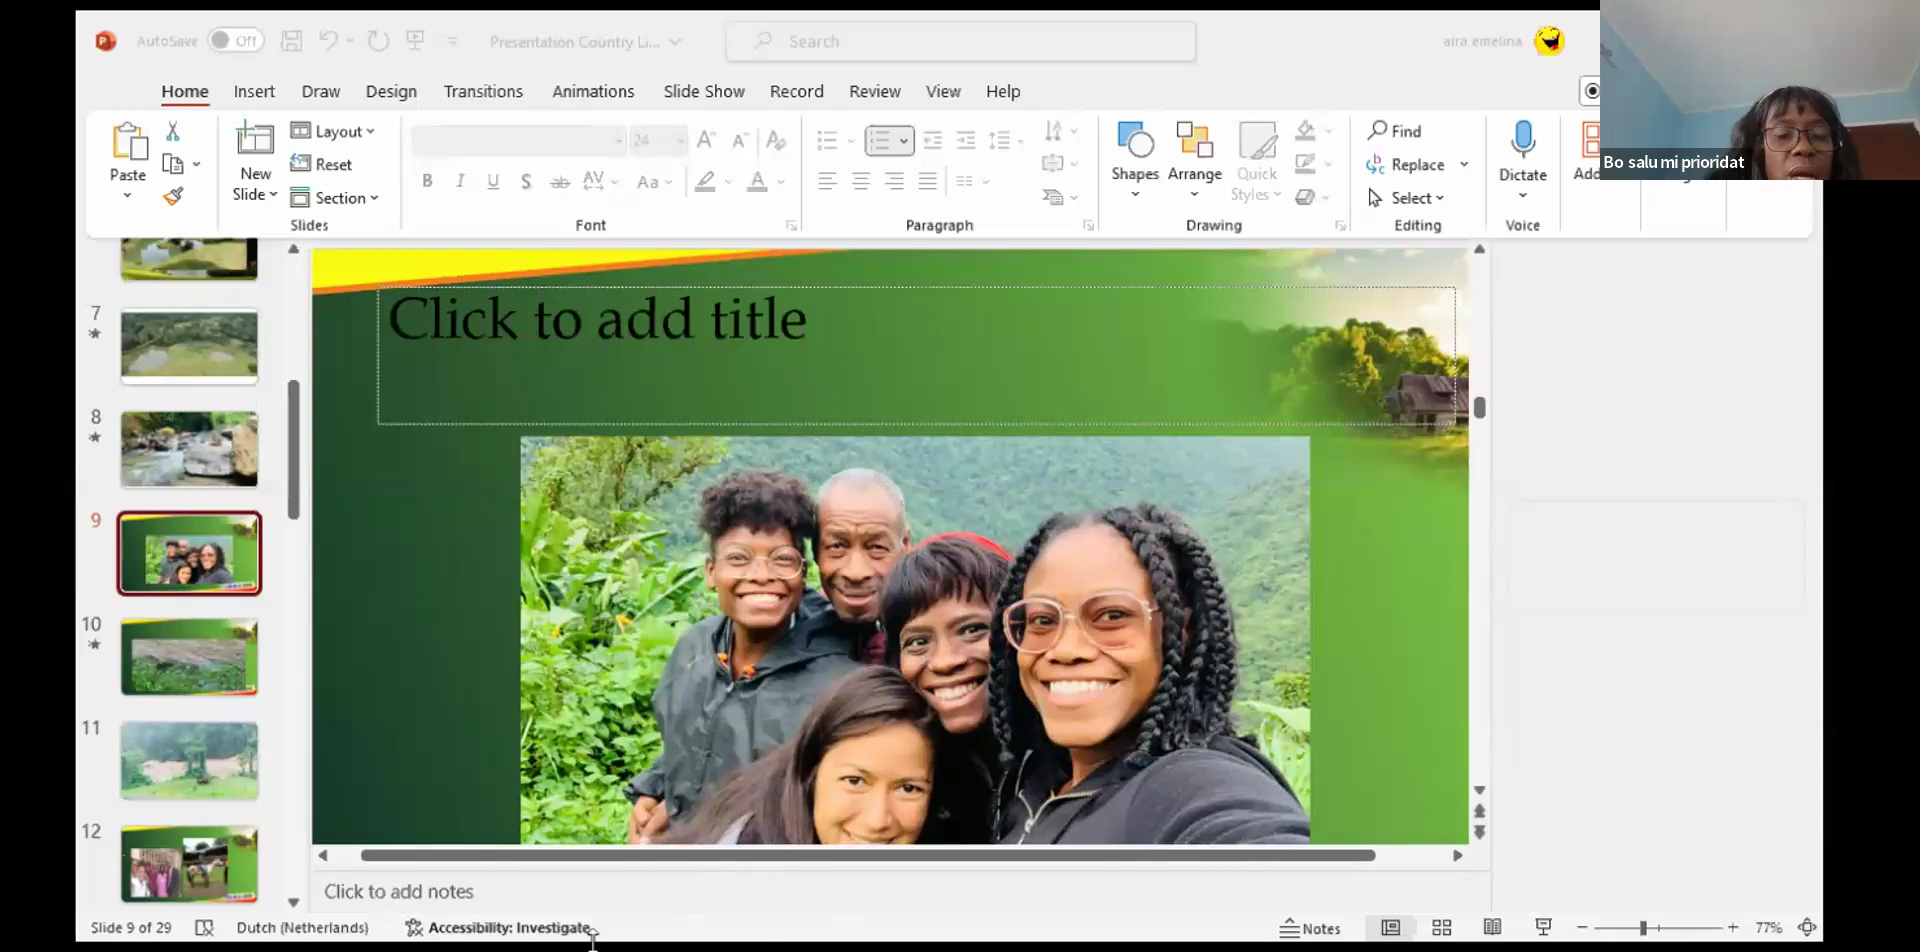 AutoSave Off Presentation Country Li... Search aira emelina
Home Insert Draw Design Transitions Animations Slide Show Record Review View Help
Paste
New
Slide
Layout
Reset
Section
Slides
24
B I U S ab AV Aa A
Font
Paragraph
Shapes Arrange Quick
Styles
Drawing
Find
Replace
Select
Editing
Dictate
Voice
Bo salu mi prioridat
7
8
9
10
11
12
Click to add title
Click to add notes
Slide 9 of 29 Dutch (Netherlands) Accessibility: Investigate Notes 77%